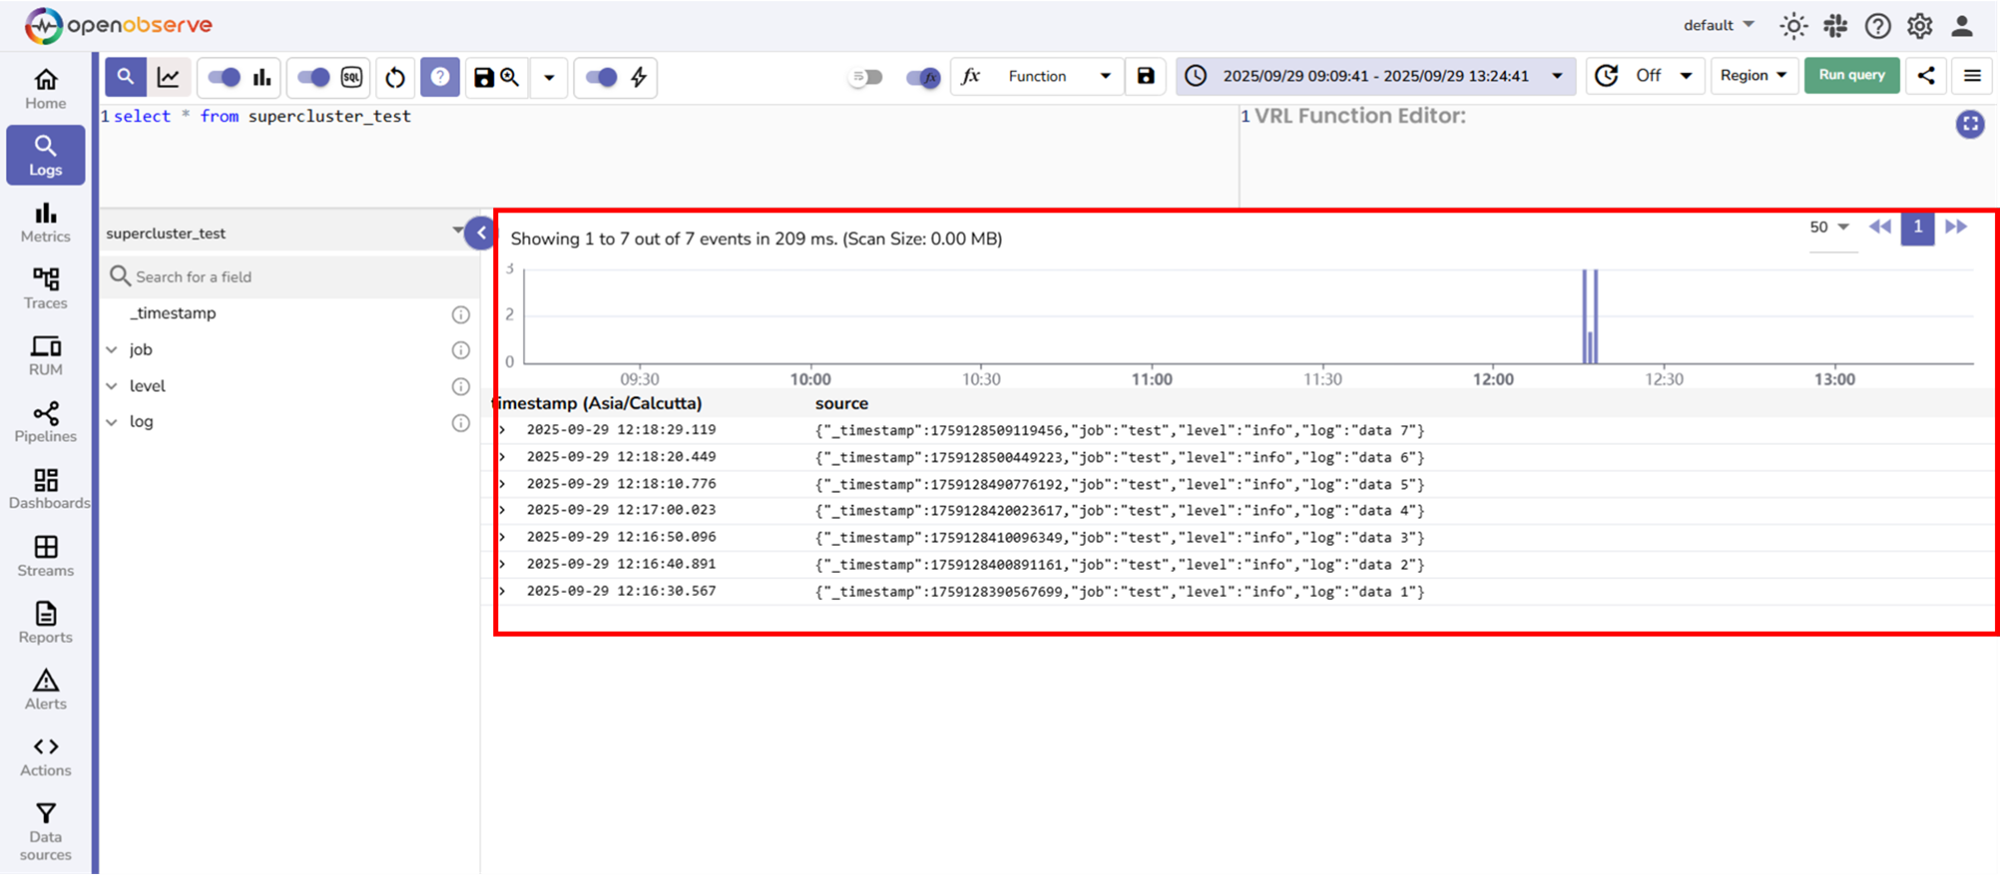 openobserve
default
Home
Logs
Metrics
Traces
RUM
Pipelines
Dashboards
Streams
Reports
Alerts
Actions
Data
sources
SQL
fx
fx Function
2025/09/29 09:09:41 - 2025/09/29 13:24:41
Off
Region
Run query
1 select * from supercluster_test
1 VRL Function Editor:
supercluster_test
Search for a field
_timestamp
job
level
log
Showing 1 to 7 out of 7 events in 209 ms. (Scan Size: 0.00 MB)
50
1
3
2
0
09:30 10:00 10:30 11:00 11:30 12:00 12:30 13:00
timestamp (Asia/Calcutta) source
2025-09-29 12:18:29.119 {"_timestamp":1759128509119456,"job":"test","level":"info","log":"data 7"}
2025-09-29 12:18:20.449 {"_timestamp":1759128500449223,"job":"test","level":"info","log":"data 6"}
2025-09-29 12:18:10.776 {"_timestamp":1759128490776192,"job":"test","level":"info","log":"data 5"}
2025-09-29 12:17:00.023 {"_timestamp":1759128420023617,"job":"test","level":"info","log":"data 4"}
2025-09-29 12:16:50.096 {"_timestamp":1759128410096349,"job":"test","level":"info","log":"data 3"}
2025-09-29 12:16:40.891 {"_timestamp":1759128400891161,"job":"test","level":"info","log":"data 2"}
2025-09-29 12:16:30.567 {"_timestamp":1759128390567699,"job":"test","level":"info","log":"data 1"}